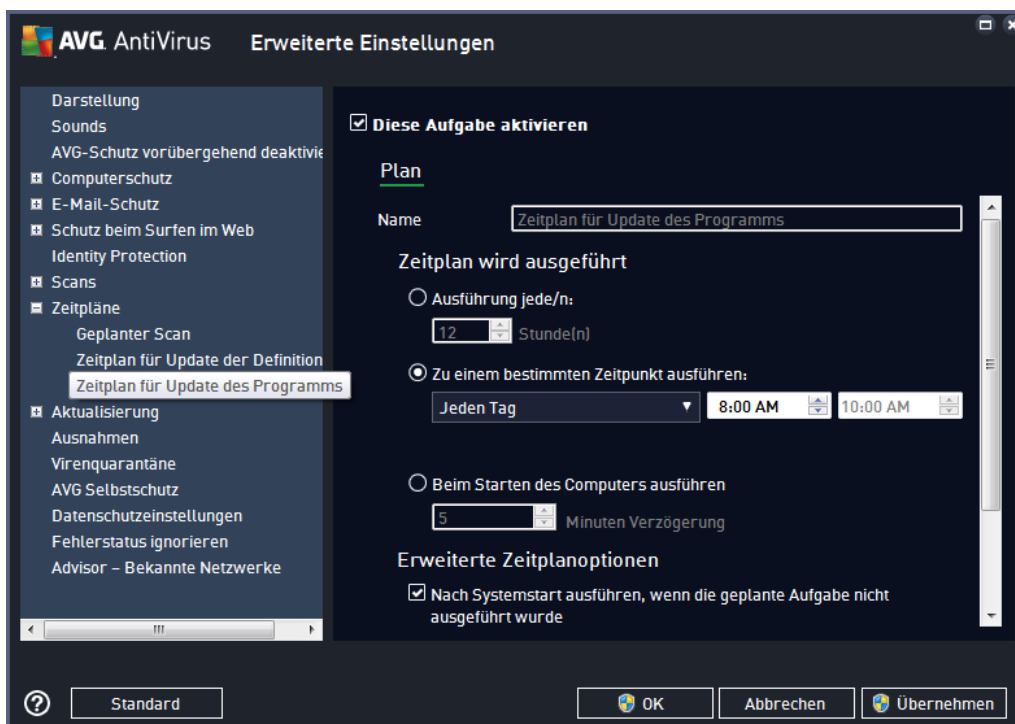 AVG. AntiVirus Erweiterte Einstellungen
Darstellung
Sounds
AVG-Schutz vorübergehend deaktivie
Computerschutz
E-Mail-Schutz
Schutz beim Surfen im Web
Identity Protection
Scans
Zeitpläne
Geplanter Scan
Zeitplan für Update der Definition
Zeitplan für Update des Programms
Aktualisierung
Ausnahmen
Virenquarantäne
AVG Selbstschutz
Datenschutzeinstellungen
Fehlerstatus ignorieren
Advisor – Bekannte Netzwerke
Diese Aufgabe aktivieren
Plan
Name Zeitplan für Update des Programms
Zeitplan wird ausgeführt
Ausführung jede/n:
12 Stunde(n)
Zu einem bestimmten Zeitpunkt ausführen:
Jeden Tag 8:00 AM 10:00 AM
Beim Starten des Computers ausführen
5 Minuten Verzögerung
Erweiterte Zeitplanoptionen
Nach Systemstart ausführen, wenn die geplante Aufgabe nicht
ausgeführt wurde
? Standard OK Abbrechen Übernehmen